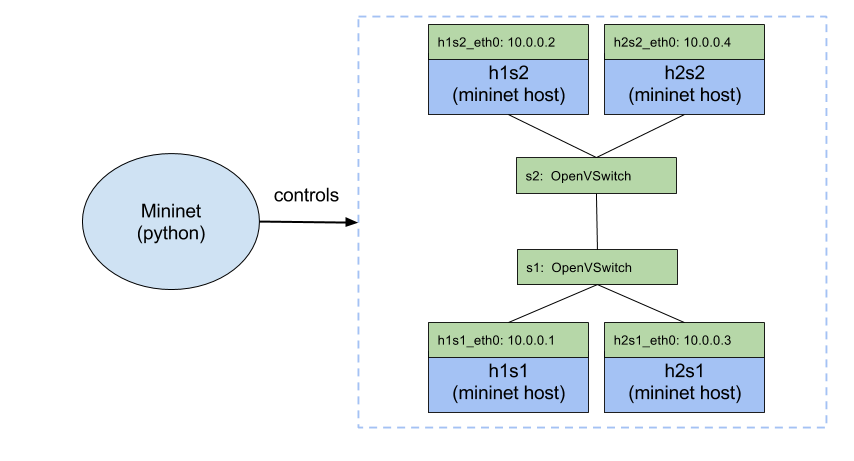 h1s2_eth0: 10.0.0.2
h2s2_eth0: 10.0.0.4
h1s2
(mininet host)
h2s2
(mininet host)
s2:  OpenVSwitch
Mininet
(python)
controls
s1:  OpenVSwitch
h1s1_eth0: 10.0.0.1
h2s1_eth0: 10.0.0.3
h1s1
(mininet host)
h2s1
(mininet host)